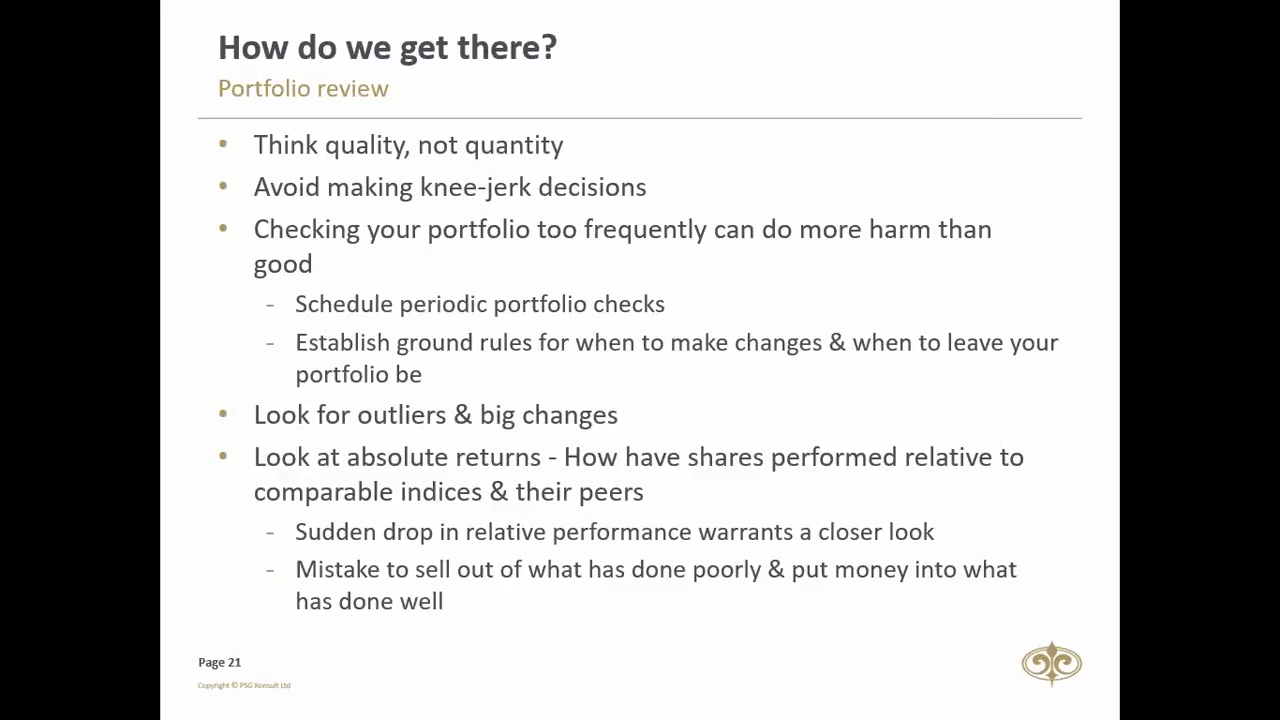 How do we get there?
Portfolio review
• Think quality, not quantity
• Avoid making knee-jerk decisions
• Checking your portfolio too frequently can do more harm than
good
- Schedule periodic portfolio checks
- Establish ground rules for when to make changes & when to leave your
portfolio be
• Look for outliers & big changes
• Look at absolute returns - How have shares performed relative to
comparable indices & their peers
- Sudden drop in relative performance warrants a closer look
- Mistake to sell out of what has done poorly & put money into what
has done well
Page 21
Copyright © PSG Konsult Ltd